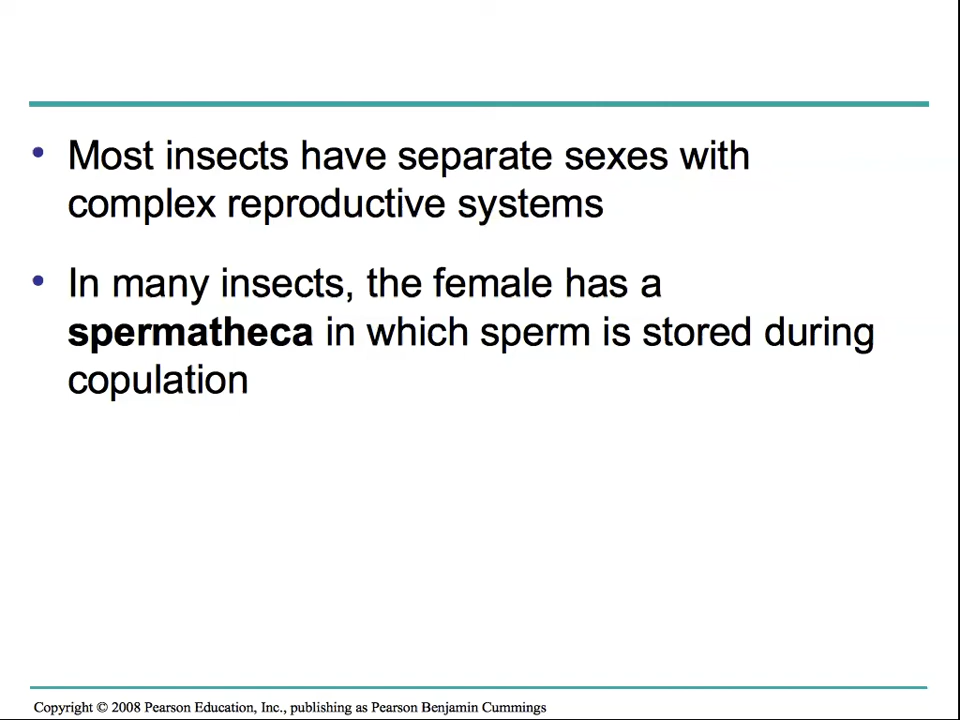 • Most insects have separate sexes with
complex reproductive systems
• In many insects, the female has a
spermatheca in which sperm is stored during
copulation
Copyright © 2008 Pearson Education, Inc., publishing as Pearson Benjamin Cummings